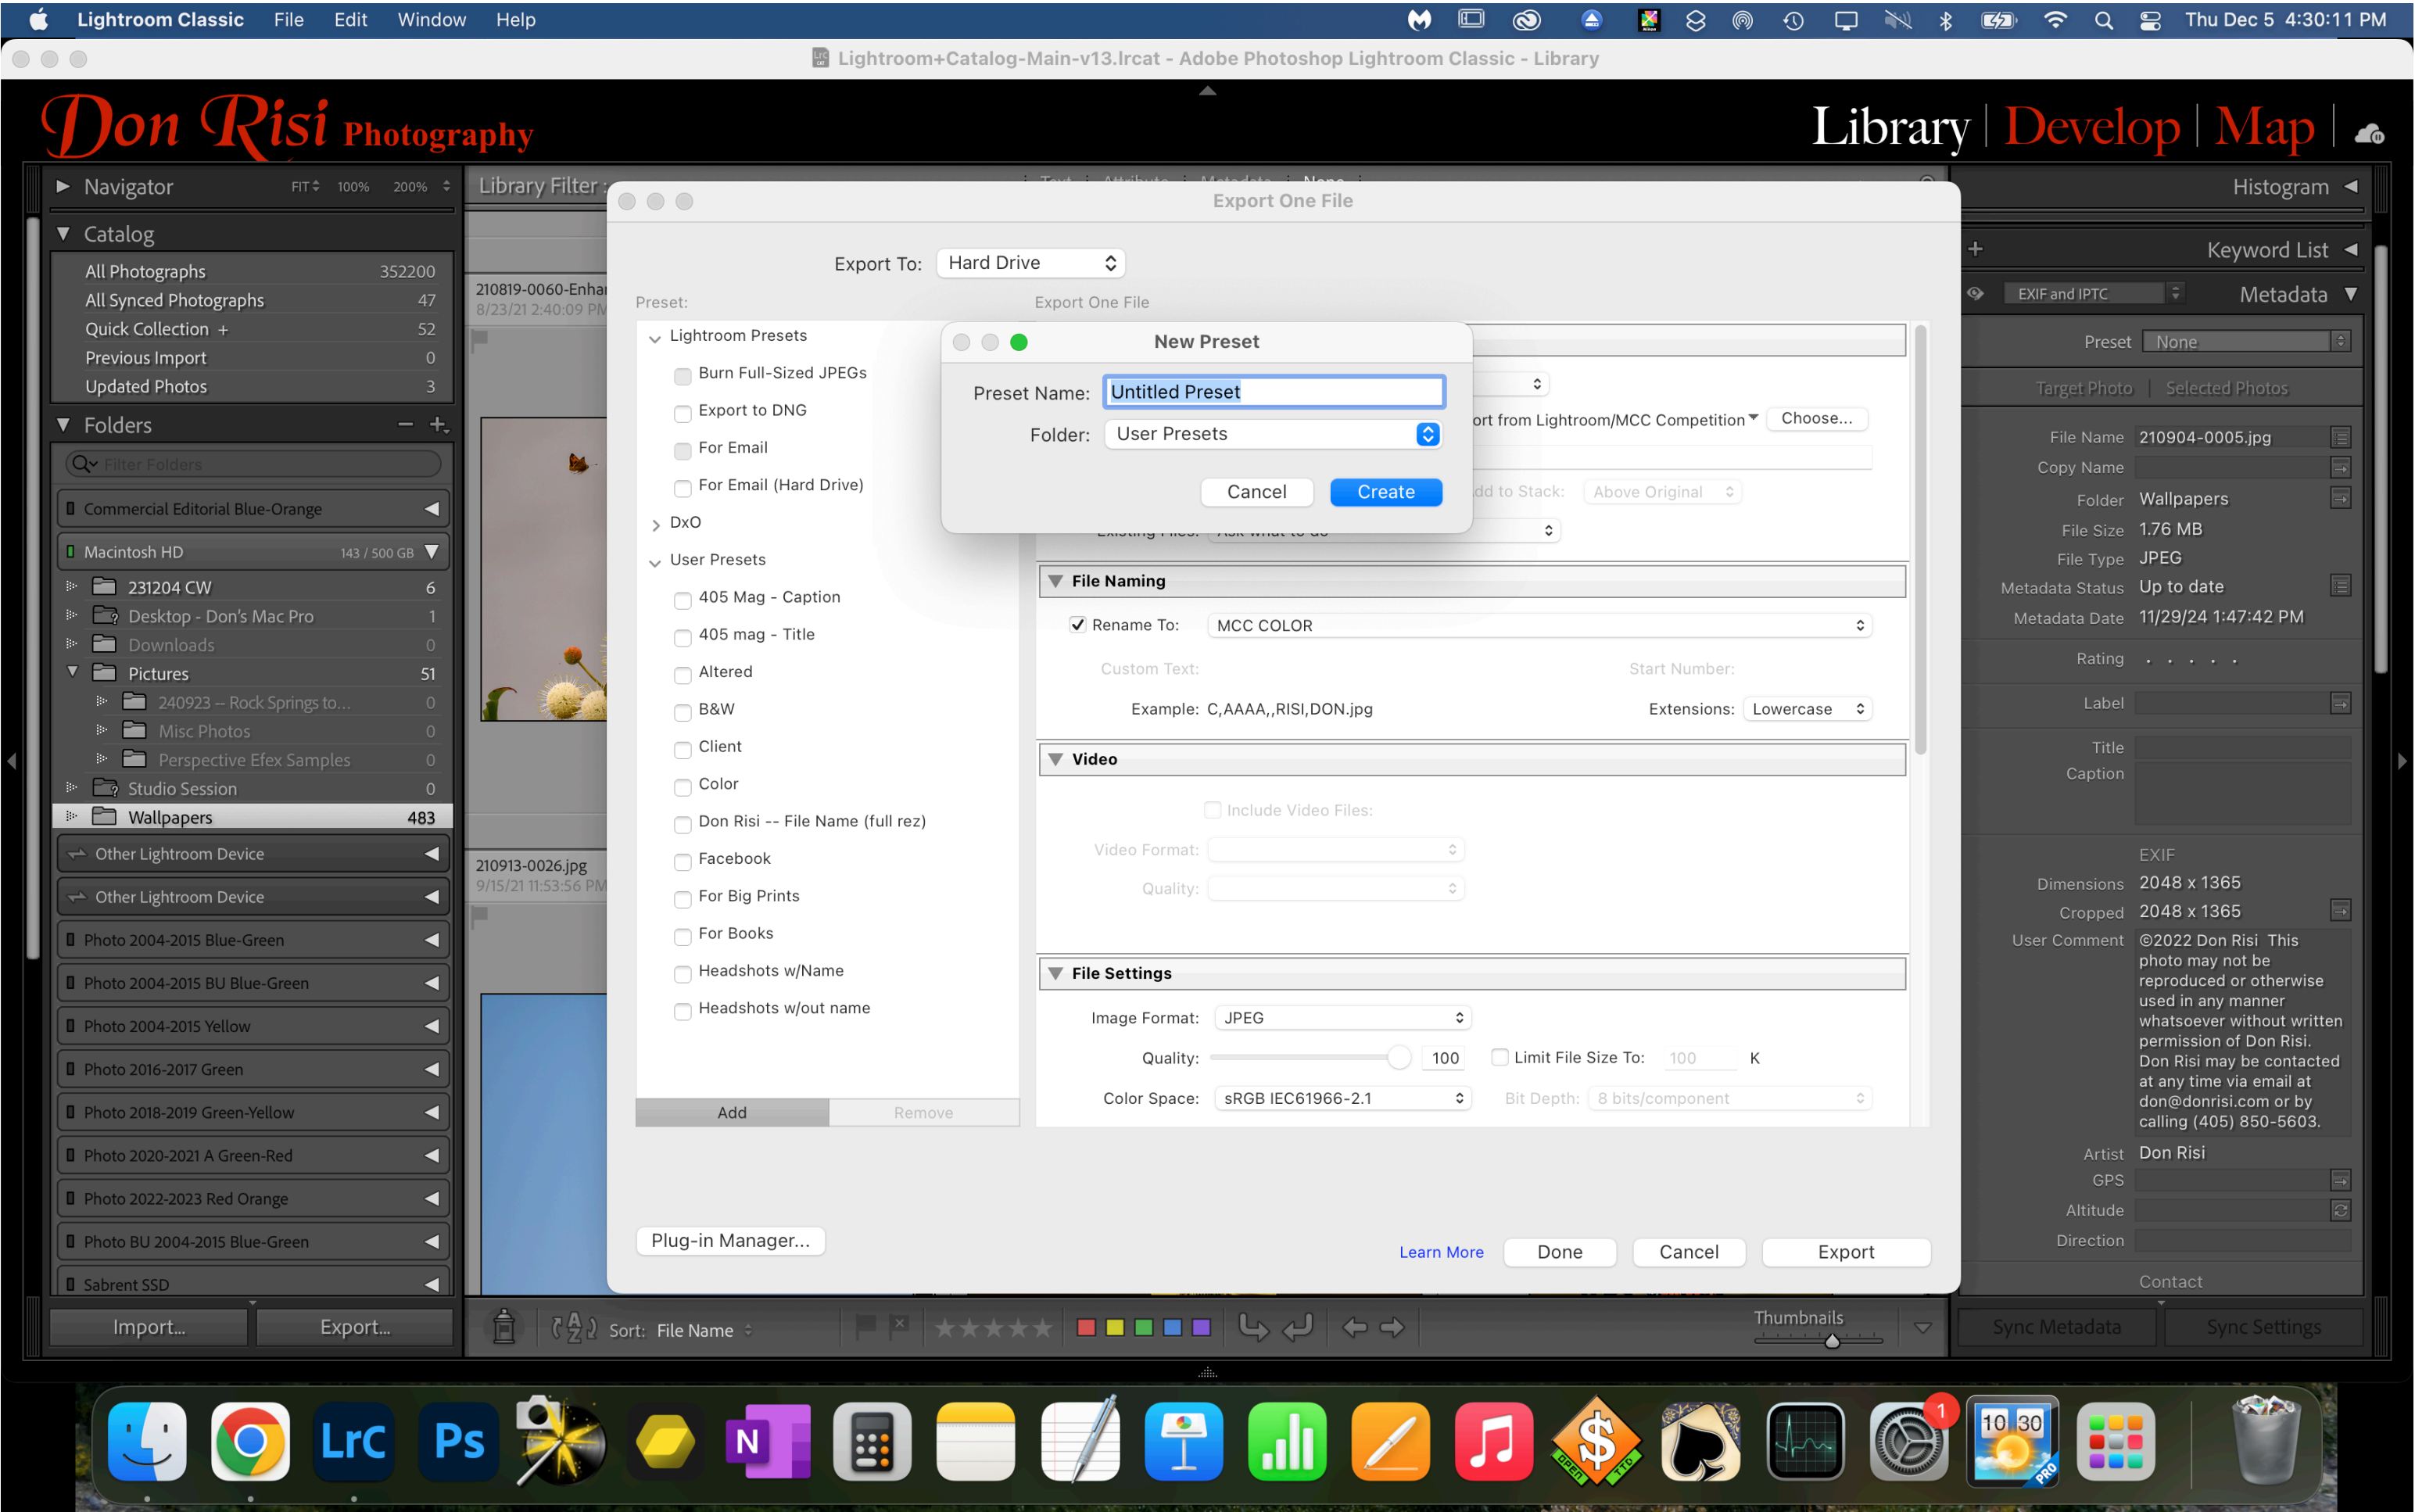 Lightroom Classic File Edit Window Help Thu Dec 5 4:30:11 PM
Lightroom+Catalog-Main-v13.lrcat - Adobe Photoshop Lightroom Classic - Library
Don Risi Photography
Library | Develop | Map |
Navigator FIT 100% 200%
Catalog
All Photographs 352200
All Synced Photographs 47
Quick Collection + 52
Previous Import 0
Updated Photos 3
Folders
Filter Folders
Commercial Editorial Blue-Orange
Macintosh HD 143 / 500 GB
231204 CW 6
Desktop - Don's Mac Pro 1
Downloads 0
Pictures 51
240923 -- Rock Springs to... 0
Misc Photos 0
Perspective Efex Samples 0
Studio Session 0
Wallpapers 483
Other Lightroom Device
Other Lightroom Device
Photo 2004-2015 Blue-Green
Photo 2004-2015 BU Blue-Green
Photo 2004-2015 Yellow
Photo 2016-2017 Green
Photo 2018-2019 Green-Yellow
Photo 2020-2021 A Green-Red
Photo 2022-2023 Red Orange
Photo BU 2004-2015 Blue-Green
Sabrent SSD
Import... Export...
Library Filter : Text Attribute Metadata None
210819-0060-Enhan
8/23/21 2:40:09 PM
210913-0026.jpg
9/15/21 11:53:56 PM
Export One File
Export To: Hard Drive
Preset:
Lightroom Presets
Burn Full-Sized JPEGs
Export to DNG
For Email
For Email (Hard Drive)
DxO
User Presets
405 Mag - Caption
405 mag - Title
Altered
B&W
Client
Color
Don Risi -- File Name (full rez)
Facebook
For Big Prints
For Books
Headshots w/Name
Headshots w/out name
Add Remove
Plug-in Manager...
Export One File
New Preset
Preset Name: Untitled Preset
Folder: User Presets
Cancel Create
ort from Lightroom/MCC Competition Choose...
dd to Stack: Above Original
Existing Files: Ask what to do
File Naming
Rename To: MCC COLOR
Custom Text: Start Number:
Example: C,AAAA,,RISI,DON.jpg Extensions: Lowercase
Video
Include Video Files:
Video Format:
Quality:
File Settings
Image Format: JPEG
Quality: 100 Limit File Size To: 100 K
Color Space: sRGB IEC61966-2.1 Bit Depth: 8 bits/component
Learn More Done Cancel Export
Sort: File Name
Thumbnails
Histogram
Keyword List
EXIF and IPTC Metadata
Preset None
Target Photo | Selected Photos
File Name 210904-0005.jpg
Copy Name
Folder Wallpapers
File Size 1.76 MB
File Type JPEG
Metadata Status Up to date
Metadata Date 11/29/24 1:47:42 PM
Rating . . . . .
Label
Title
Caption
EXIF
Dimensions 2048 x 1365
Cropped 2048 x 1365
User Comment ©2022 Don Risi This
photo may not be
reproduced or otherwise
used in any manner
whatsoever without written
permission of Don Risi.
Don Risi may be contacted
at any time via email at
don@donrisi.com or by
calling (405) 850-5603.
Artist Don Risi
GPS
Altitude
Direction
Contact
Sync Metadata Sync Settings
LrC Ps N $ OPEN TTD 1 10 30 PRO